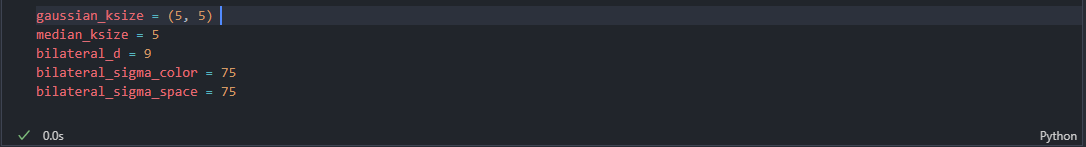 gaussian_ksize = (5, 5)
median_ksize = 5
bilateral_d = 9
bilateral_sigma_color = 75
bilateral_sigma_space = 75
0.0s
Python